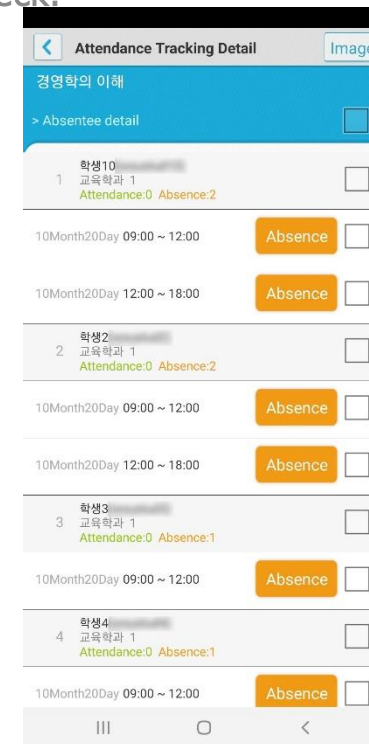 Attendance Tracking Detail
Image
경영학의 이해
> Absentee detail
학생10
1 교육학과 1
Attendance:0 Absence:2
10Month20Day 09:00 ~ 12:00 Absence
10Month20Day 12:00 ~ 18:00 Absence
학생2
2 교육학과 1
Attendance:0 Absence:2
10Month20Day 09:00 ~ 12:00 Absence
10Month20Day 12:00 ~ 18:00 Absence
학생3
3 교육학과 1
Attendance:0 Absence:1
10Month20Day 09:00 ~ 12:00 Absence
학생4
4 교육학과 1
Attendance:0 Absence:1
10Month20Day 09:00 ~ 12:00 Absence